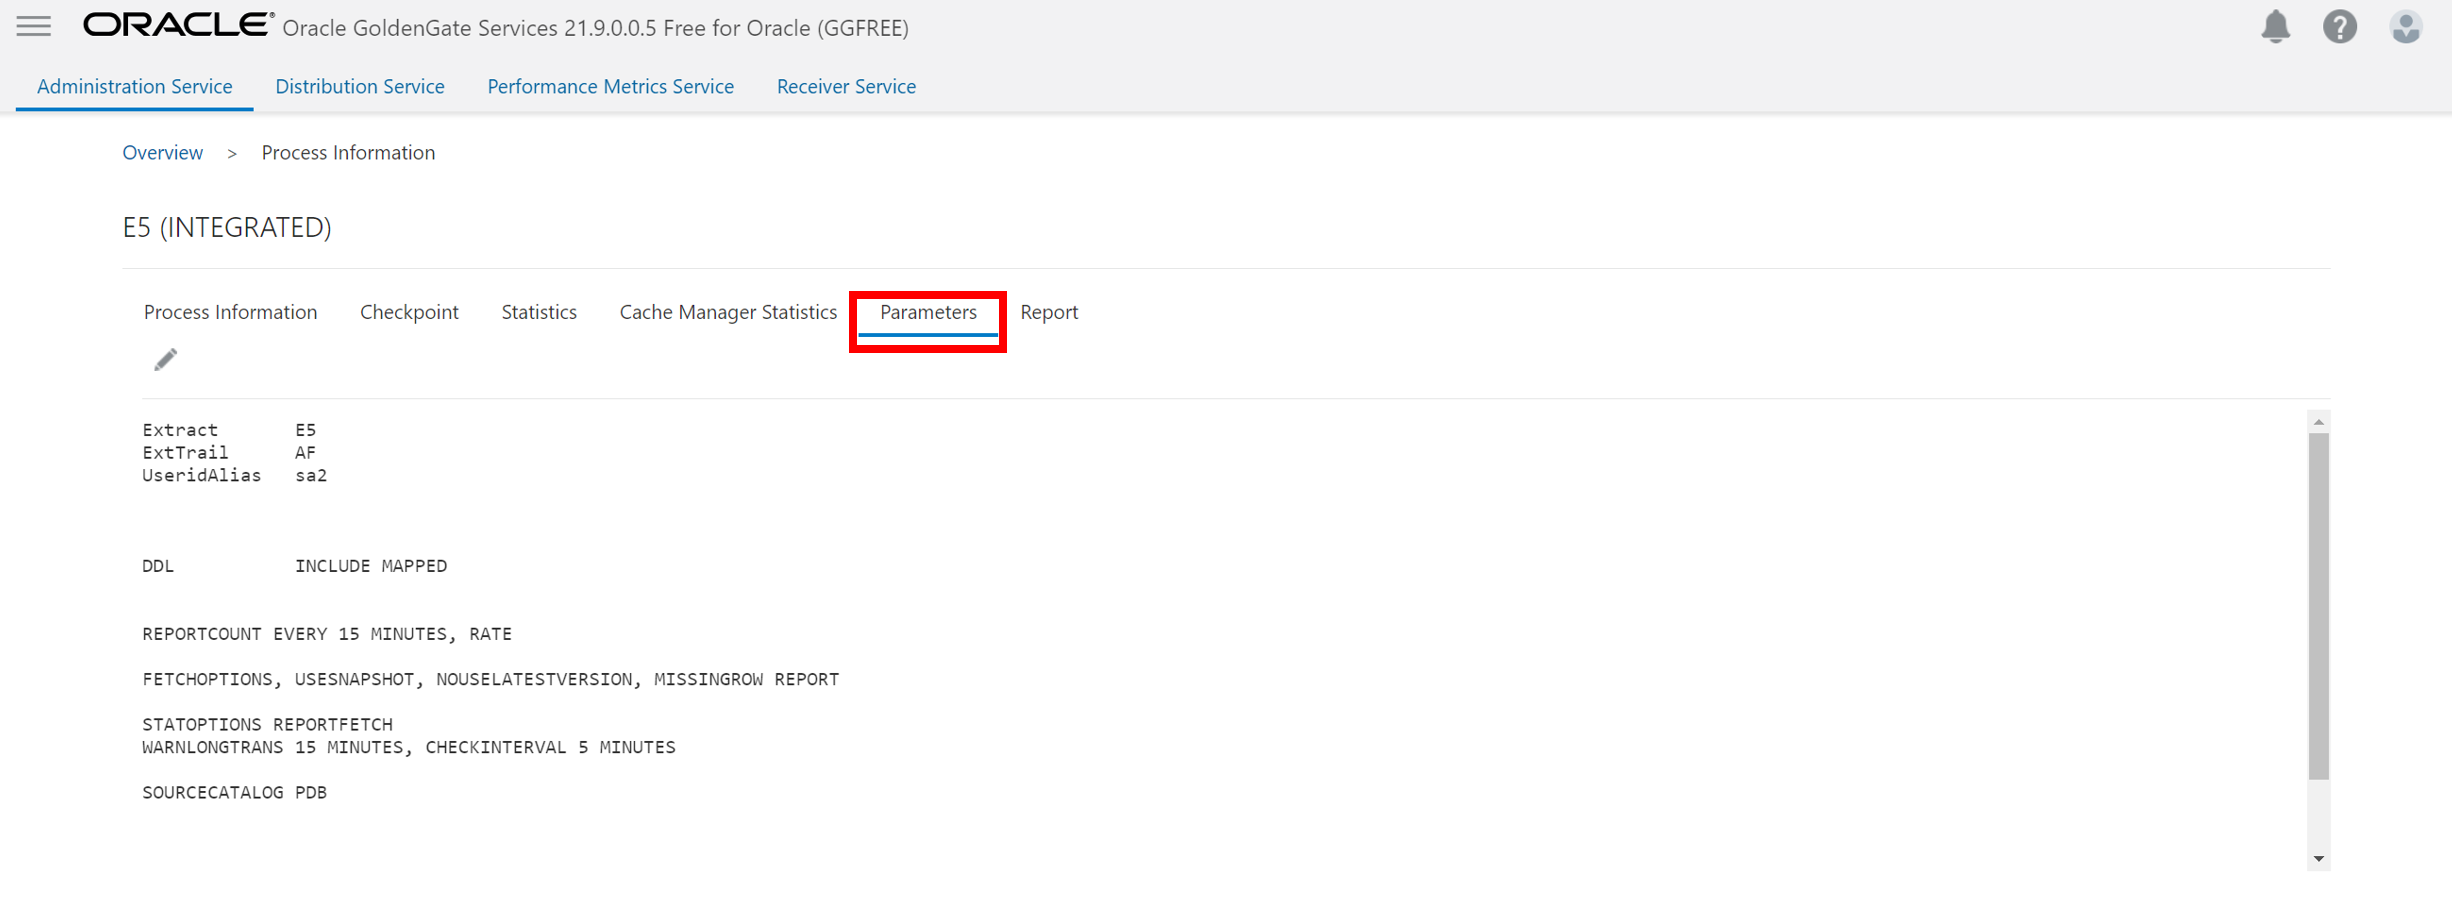 ORACLE® Oracle GoldenGate Services 21.9.0.0.5 Free for Oracle (GGFREE)
Administration Service Distribution Service Performance Metrics Service Receiver Service
Overview > Process Information
E5 (INTEGRATED)
Process Information Checkpoint Statistics Cache Manager Statistics Parameters Report
Extract E5
ExtTrail AF
UseridAlias sa2
DDL INCLUDE MAPPED
REPORTCOUNT EVERY 15 MINUTES, RATE
FETCHOPTIONS, USESNAPSHOT, NOUSELATESTVERSION, MISSINGROW REPORT
STATOPTIONS REPORTFETCH
WARNLONGTRANS 15 MINUTES, CHECKINTERVAL 5 MINUTES
SOURCECATALOG PDB